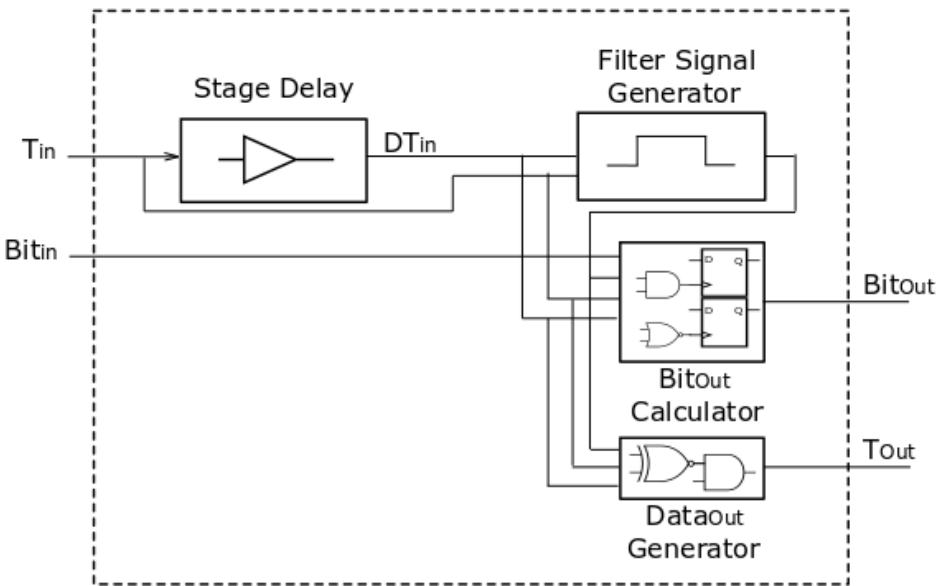 Filter Signal
Generator
Stage Delay
Tin
DTin
Bitin
D Q
D Q
BitOut
BitOut
Calculator
TOut
DataOut
Generator